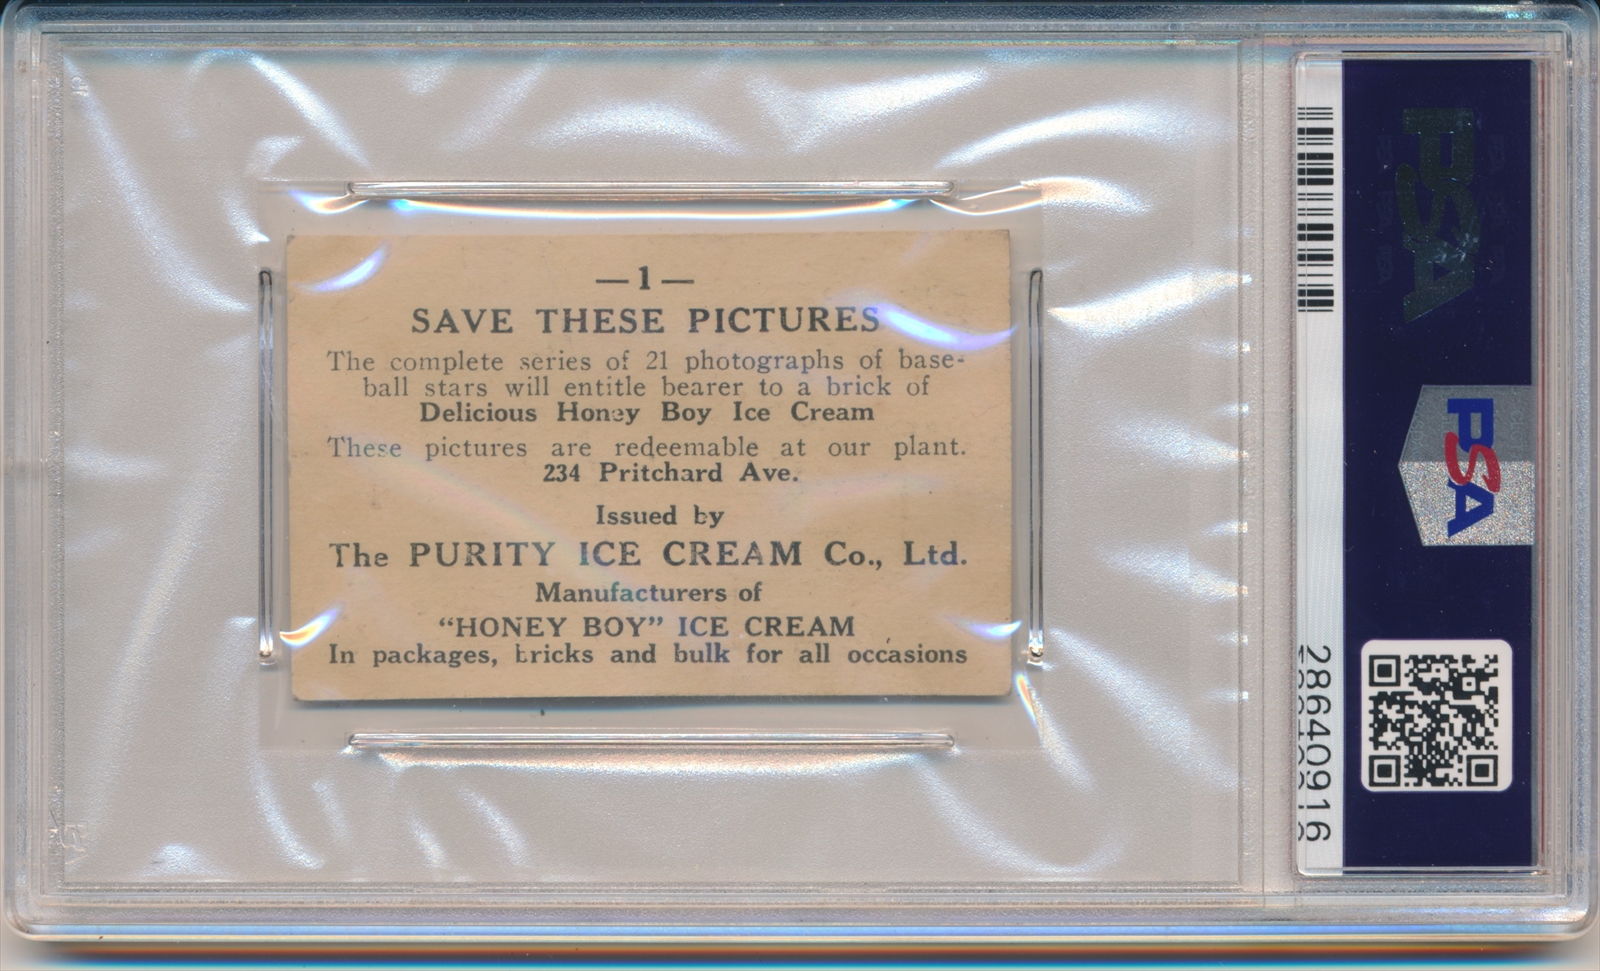 —1—
SAVE THESE PICTURES
The complete series of 21 photographs of base-
ball stars will entitle bearer to a brick of
Delicious Honey Boy Ice Cream
These pictures are redeemable at our plant.
234 Pritchard Ave.
Issued by
The PURITY ICE CREAM Co., Ltd.
Manufacturers of
“HONEY BOY” ICE CREAM
In packages, bricks and bulk for all occasions
PSA
PSA
28640916